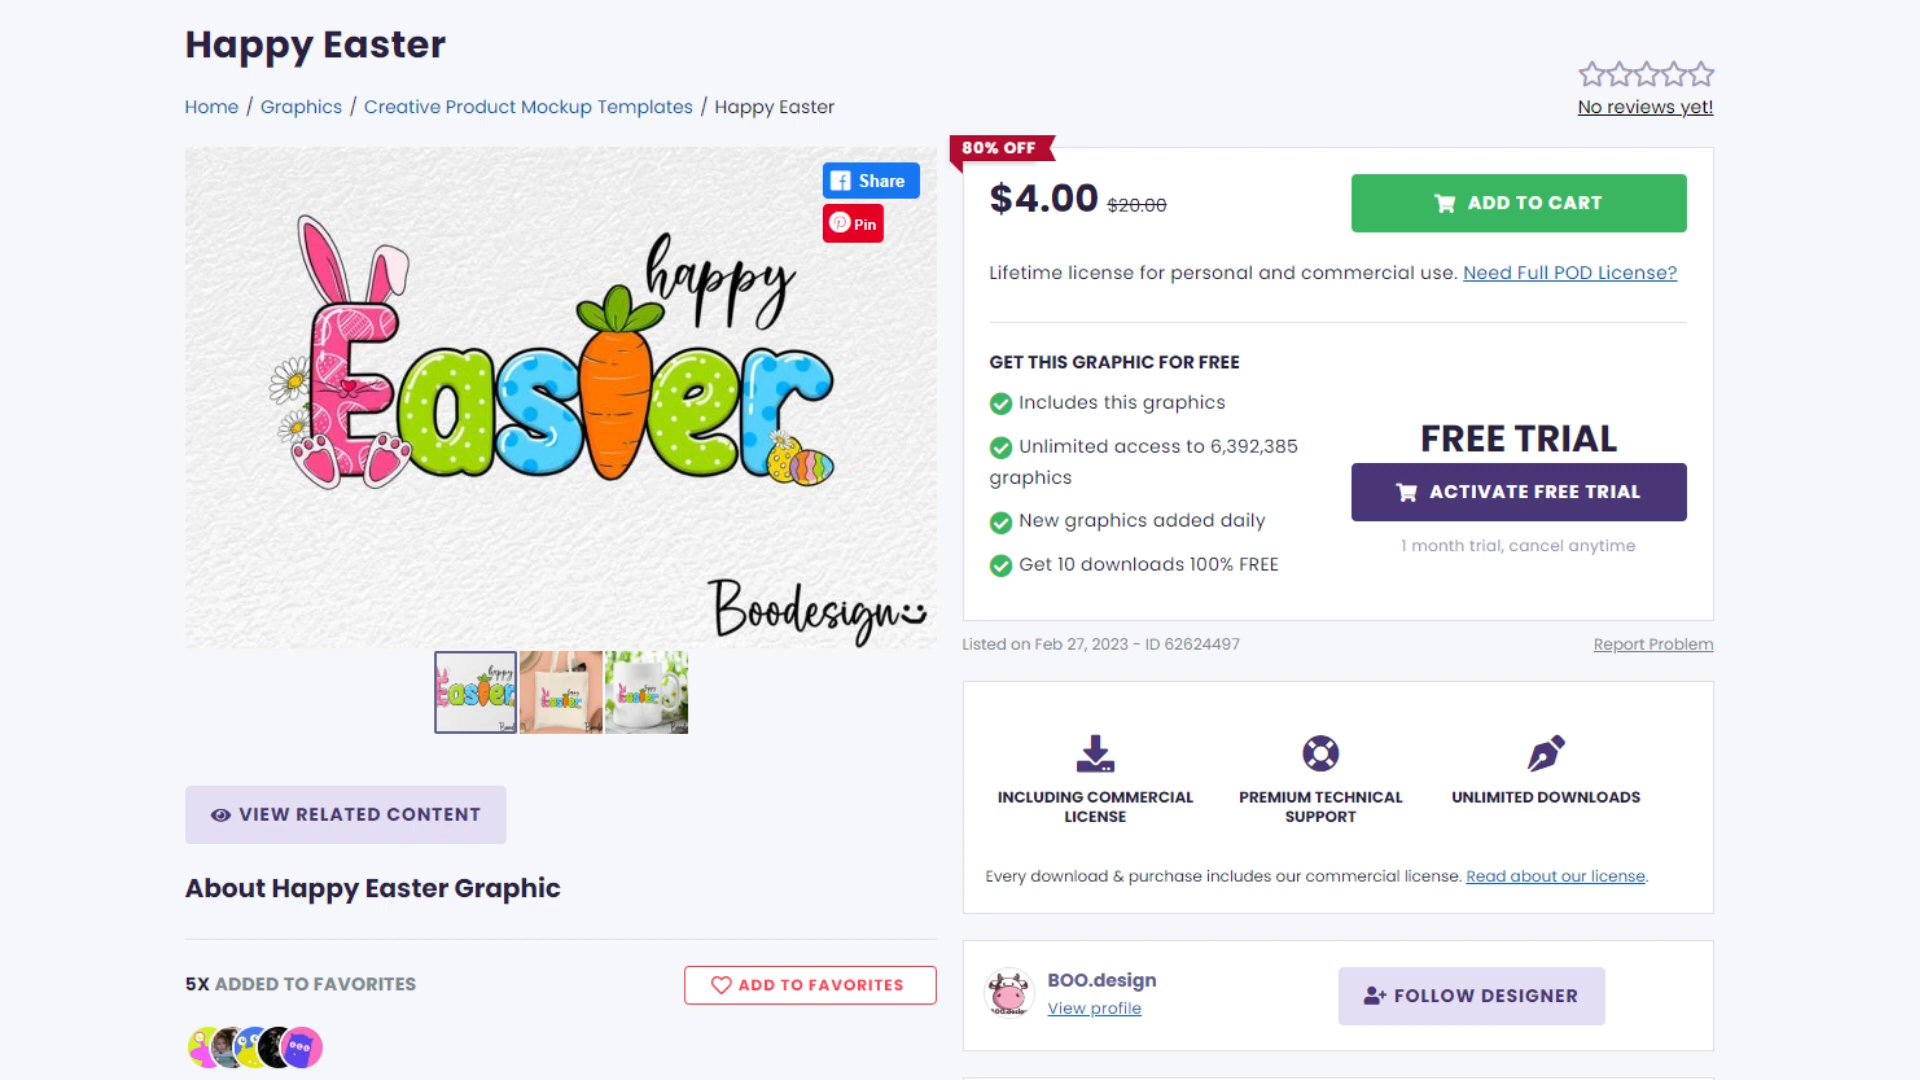 Happy Easter
Home / Graphics / Creative Product Mockup Templates / Happy Easter
No reviews yet!
Share
Pin
happy
Easter
Boodesign
80% OFF
$4.00 $20.00
ADD TO CART
Lifetime license for personal and commercial use. Need Full POD License?
GET THIS GRAPHIC FOR FREE
Includes this graphics
Unlimited access to 6,392,385
graphics
New graphics added daily
Get 10 downloads 100% FREE
FREE TRIAL
ACTIVATE FREE TRIAL
1 month trial, cancel anytime
Listed on Feb 27, 2023 - ID 62624497
Report Problem
happy
Easter
happy
Easter
happy
Easter
VIEW RELATED CONTENT
About Happy Easter Graphic
5X ADDED TO FAVORITES
ADD TO FAVORITES
INCLUDING COMMERCIAL
LICENSE
PREMIUM TECHNICAL
SUPPORT
UNLIMITED DOWNLOADS
Every download & purchase includes our commercial license. Read about our license.
BOO.design
View profile
FOLLOW DESIGNER